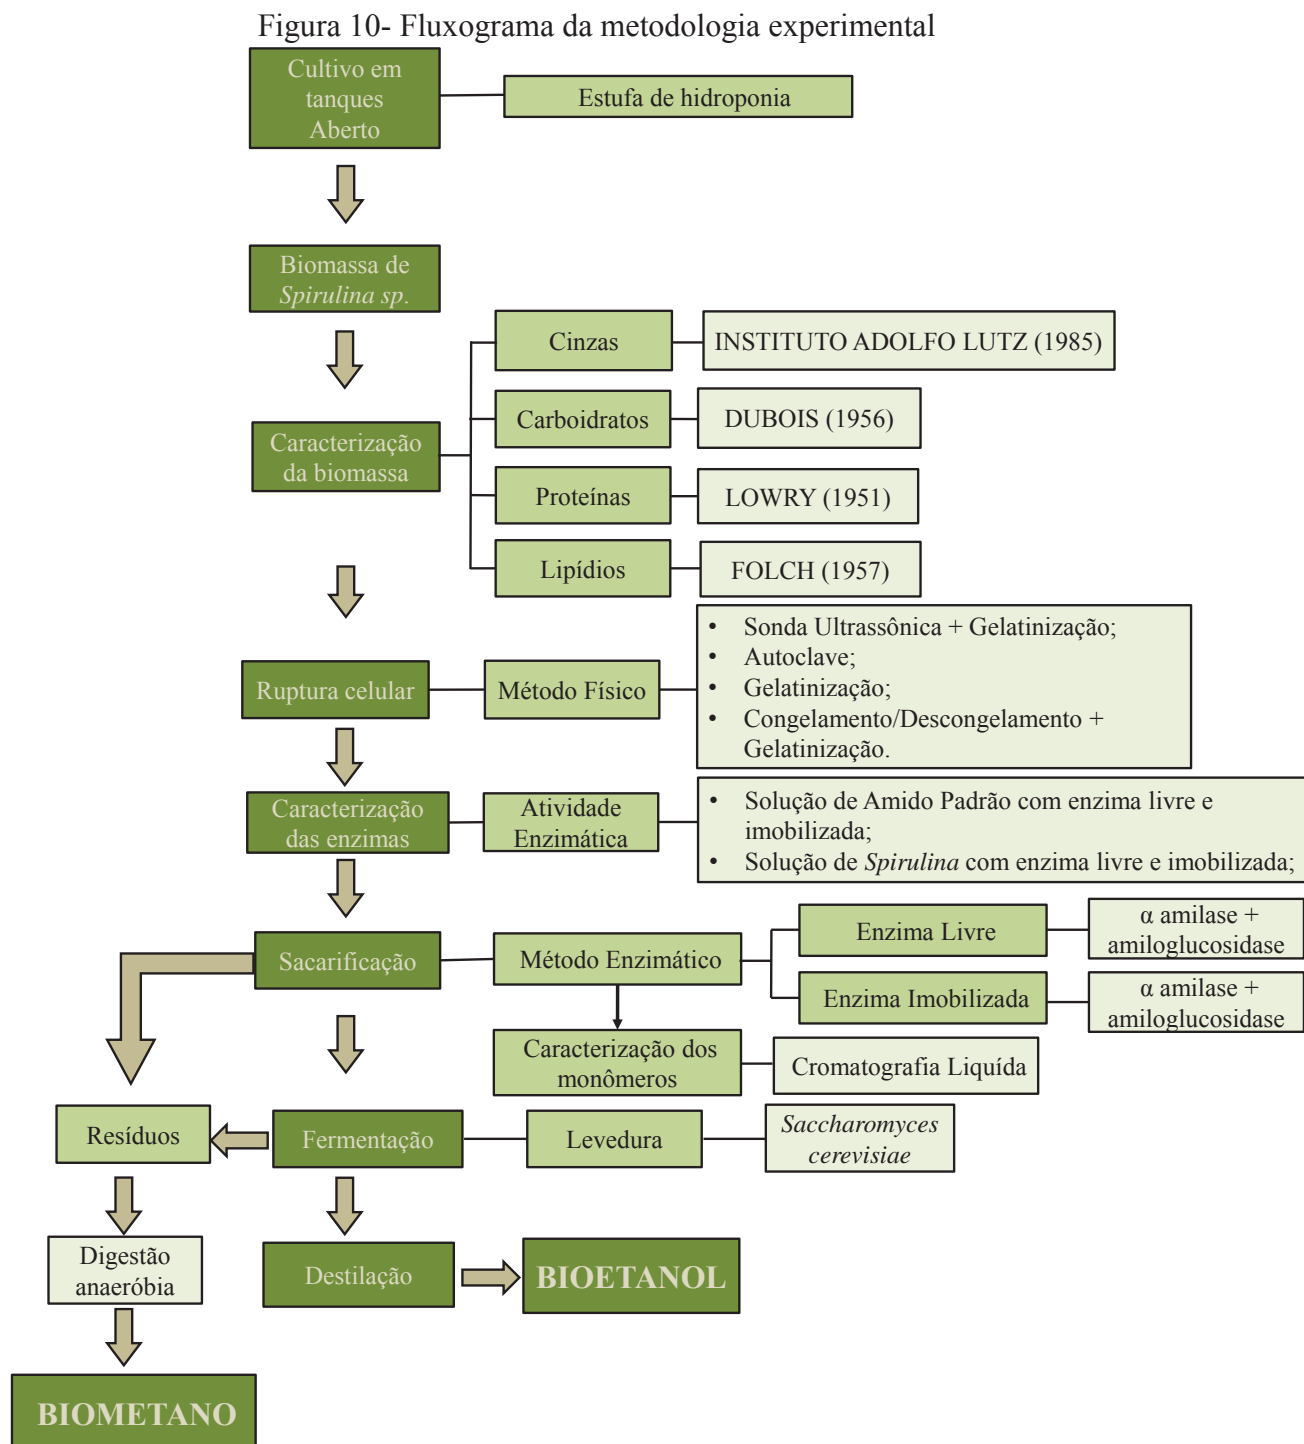 Figura 10- Fluxograma da metodologia experimental
Cultivo em
tanques
Aberto
Estufa de hidroponia
Biomassa de
Spirulina sp.
Caracterização
da biomassa
Cinzas
INSTITUTO ADOLFO LUTZ (1985)
Carboidratos
DUBOIS (1956)
Proteínas
LOWRY (1951)
Lipídios
FOLCH (1957)
Ruptura celular
Método Físico
• Sonda Ultrassônica + Gelatinização;
• Autoclave;
• Gelatinização;
• Congelamento/Descongelamento +
Gelatinização.
Caracterização
das enzimas
Atividade
Enzimática
• Solução de Amido Padrão com enzima livre e
imobilizada;
• Solução de Spirulina com enzima livre e imobilizada;
Sacarificação
Método Enzimático
Enzima Livre
α amilase +
amiloglucosidase
Enzima Imobilizada
α amilase +
amiloglucosidase
Caracterização dos
monômeros
Cromatografia Liquída
Resíduos
Fermentação
Levedura
Saccharomyces
cerevisiae
Digestão
anaeróbia
Destilação
BIOETANOL
BIOMETANO